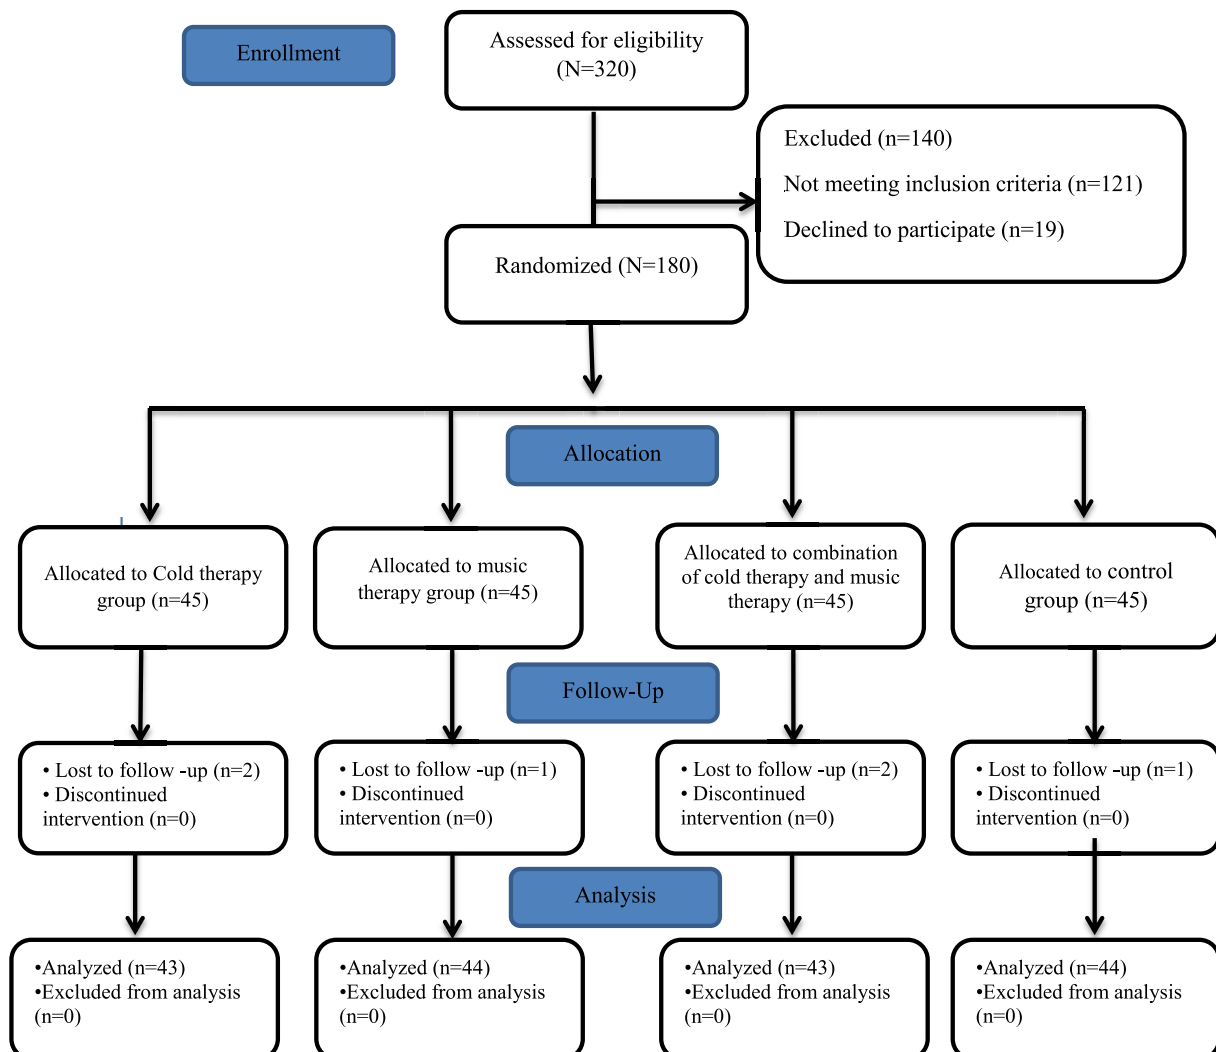 Enrollment
Assessed for eligibility
(N=320)
Excluded (n=140)
Not meeting inclusion criteria (n=121)
Declined to participate (n=19)
Randomized (N=180)
Allocation
Allocated to Cold therapy
group (n=45)
Allocated to music
therapy group (n=45)
Allocated to combination
of cold therapy and music
therapy (n=45)
Allocated to control
group (n=45)
Follow-Up
• Lost to follow -up (n=2)
• Discontinued
intervention (n=0)
• Lost to follow -up (n=1)
• Discontinued
intervention (n=0)
• Lost to follow -up (n=2)
• Discontinued
intervention (n=0)
• Lost to follow -up (n=1)
• Discontinued
intervention (n=0)
Analysis
•Analyzed (n=43)
•Excluded from analysis
(n=0)
•Analyzed (n=44)
•Excluded from analysis
(n=0)
•Analyzed (n=43)
•Excluded from analysis
(n=0)
•Analyzed (n=44)
•Excluded from analysis
(n=0)